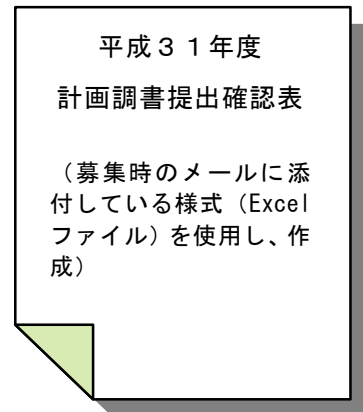 平成３１年度
計画調書提出確認表
（募集時のメールに添
付している様式（Excel
ファイル）を使用し、作
成）